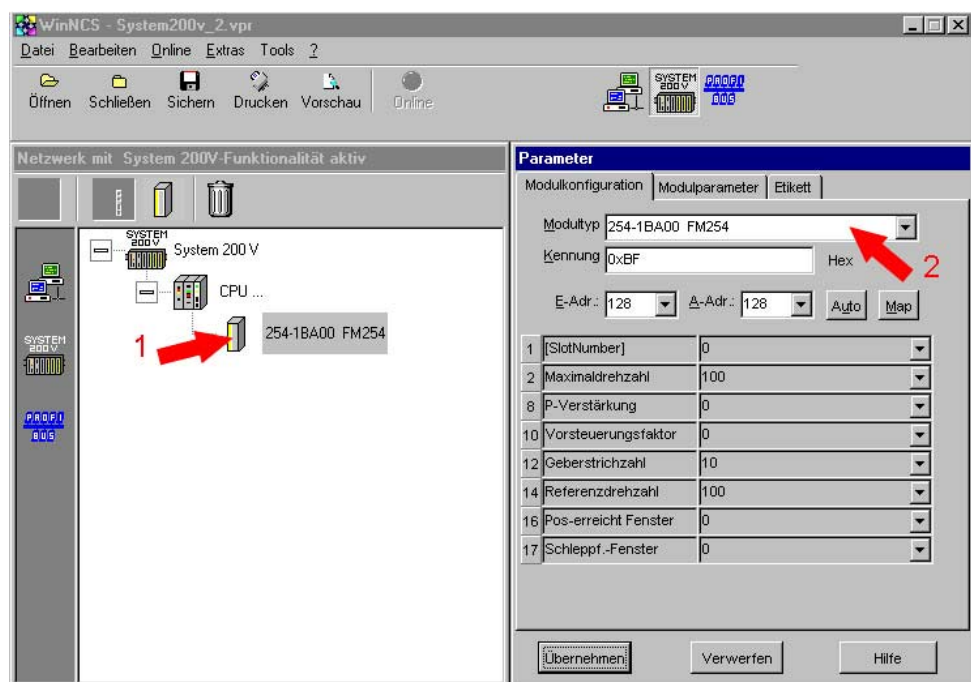 WinNCS - System200v_2.vpr
Datei Bearbeiten Online Extras Tools ?
Öffnen Schließen Sichern Drucken Vorschau Online
SYSTEM 200V
PROFI BUS
Netzwerk mit System 200V-Funktionalität aktiv
SYSTEM 200V
System 200 V
CPU ...
1
254-1BA00 FM254
SYSTEM 200V
PROFI BUS
Parameter
Modulkonfiguration Modulparameter Etikett
Modultyp 254-1BA00 FM254
2
Kennung 0xBF Hex
E-Adr.: 128 A-Adr.: 128 Auto Map
1 [SlotNumber] 0
2 Maximaldrehzahl 100
8 P-Verstärkung 0
10 Vorsteuerungsfaktor 0
12 Geberstrichzahl 10
14 Referenzdrehzahl 100
16 Pos-erreicht Fenster 0
17 Schleppf.-Fenster 0
Übernehmen Verwerfen Hilfe